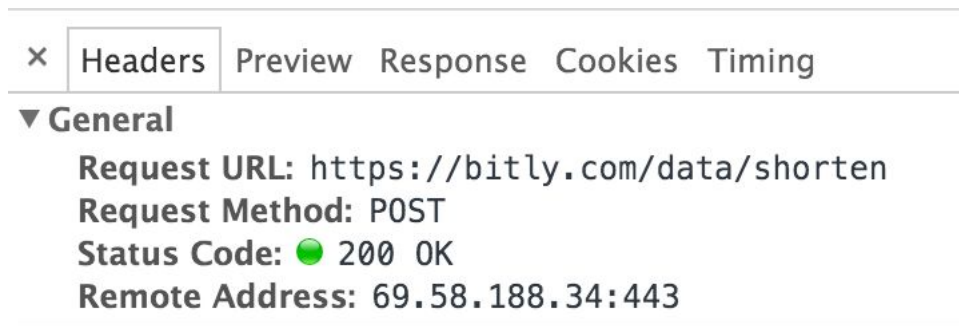 × Headers Preview Response Cookies Timing
▼ General
Request URL: https://bitly.com/data/shorten
Request Method: POST
Status Code: 200 OK
Remote Address: 69.58.188.34:443